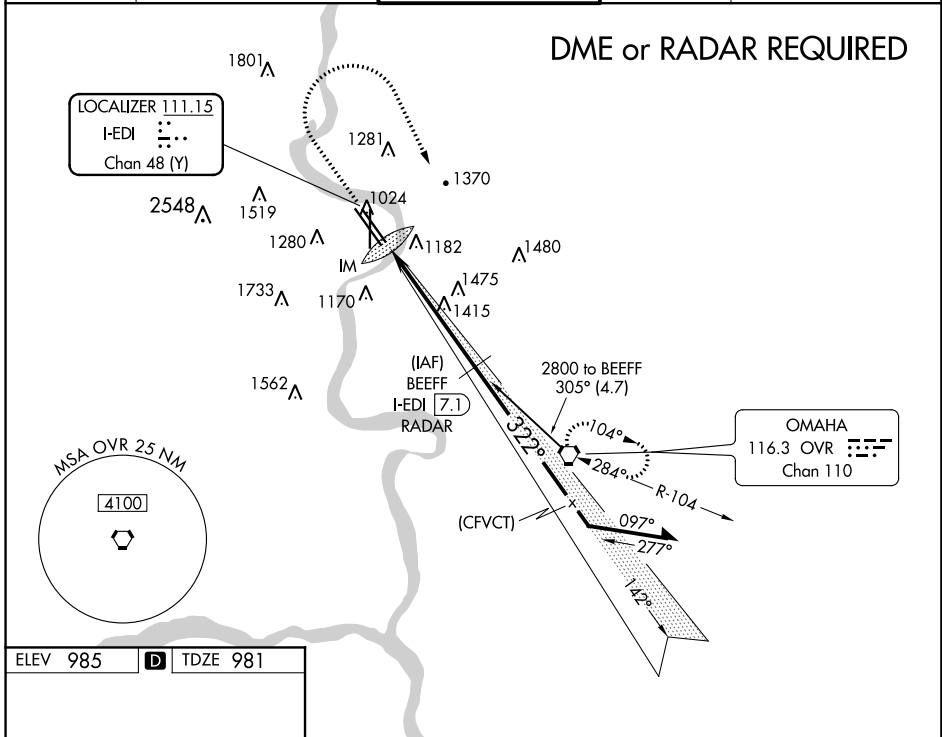 DME or RADAR REQUIRED
1801
LOCALIZER 111.15
I-EDI
Chan 48 (Y)
1281
1370
1024
2548
1519
1280
1182
1480
IM
1475
1733
1170
1415
(IAF)
BEEFF
I-EDI 7.1
RADAR
2800 to BEEFF
305° (4.7)
1562
322°
104°
284°
R-104
OMAHA
116.3 OVR
Chan 110
MSA OVR 25 NM
4100
(CFVCT)
097°
277°
142°
ELEV 985 D TDZE 981